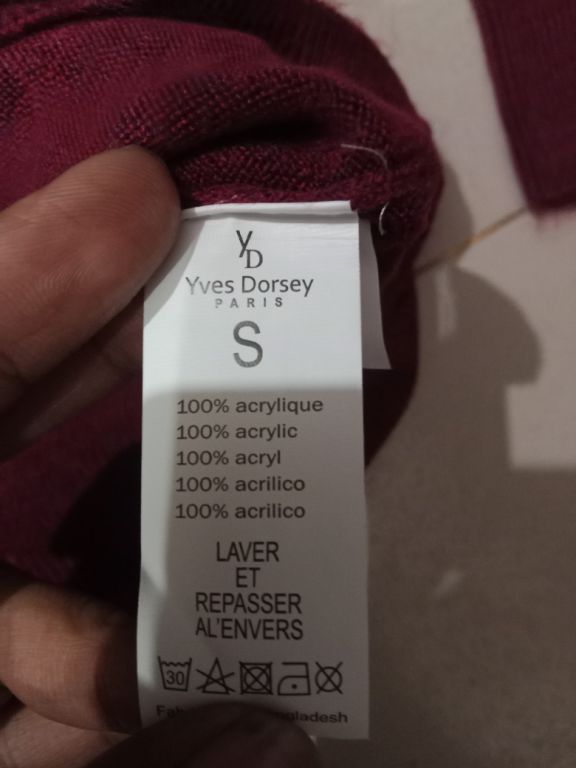 YD
Yves Dorsey
PARIS
S
100% acrylique
100% acrylic
100% acryl
100% acrilico
100% acrilico
LAVER
ET
REPASSER
AL'ENVERS
30